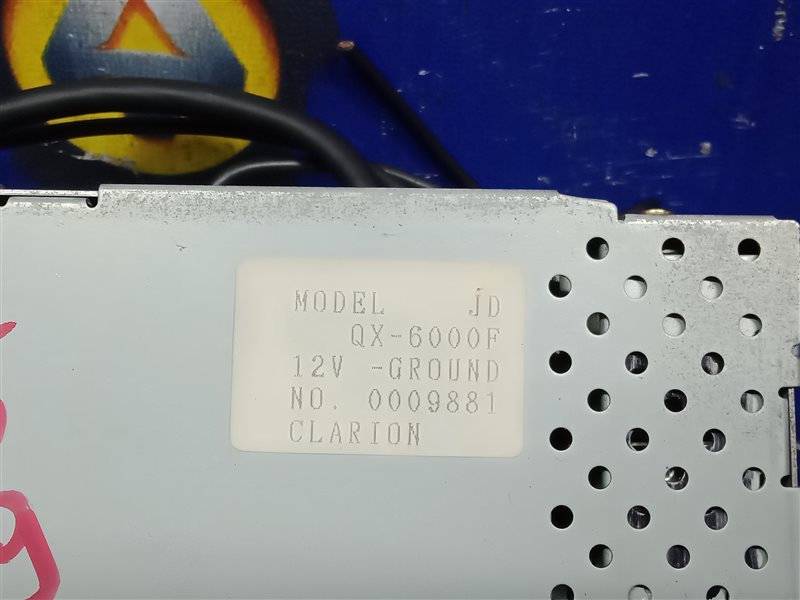 MODEL JD
QX-6000F
12V -GROUND
NO. 0009881
CLARION